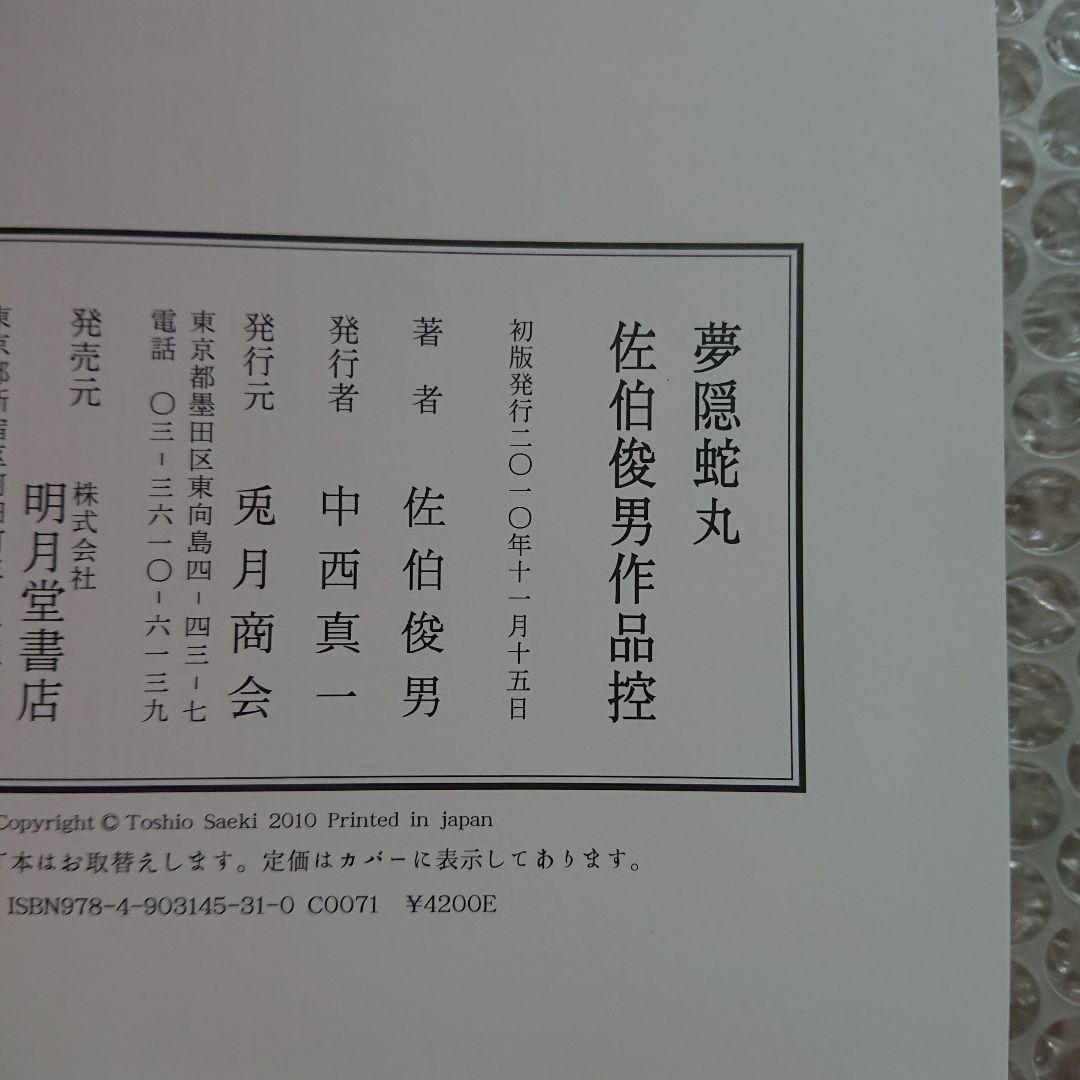 夢隠蛇丸
佐伯俊男作品控
初版発行二〇一〇年十一月十五日
著者 佐伯俊男
発行者 中西真一
発行元 兎月商会
東京都墨田区東向島四-四三-七
電話 〇三-三六一〇-六一三九
発売元 株式会社
明月堂書店
Copyright © Toshio Saeki 2010 Printed in japan
本はお取替えします。定価はカバーに表示してあります。
ISBN978-4-903145-31-0 C0071 ¥4200E